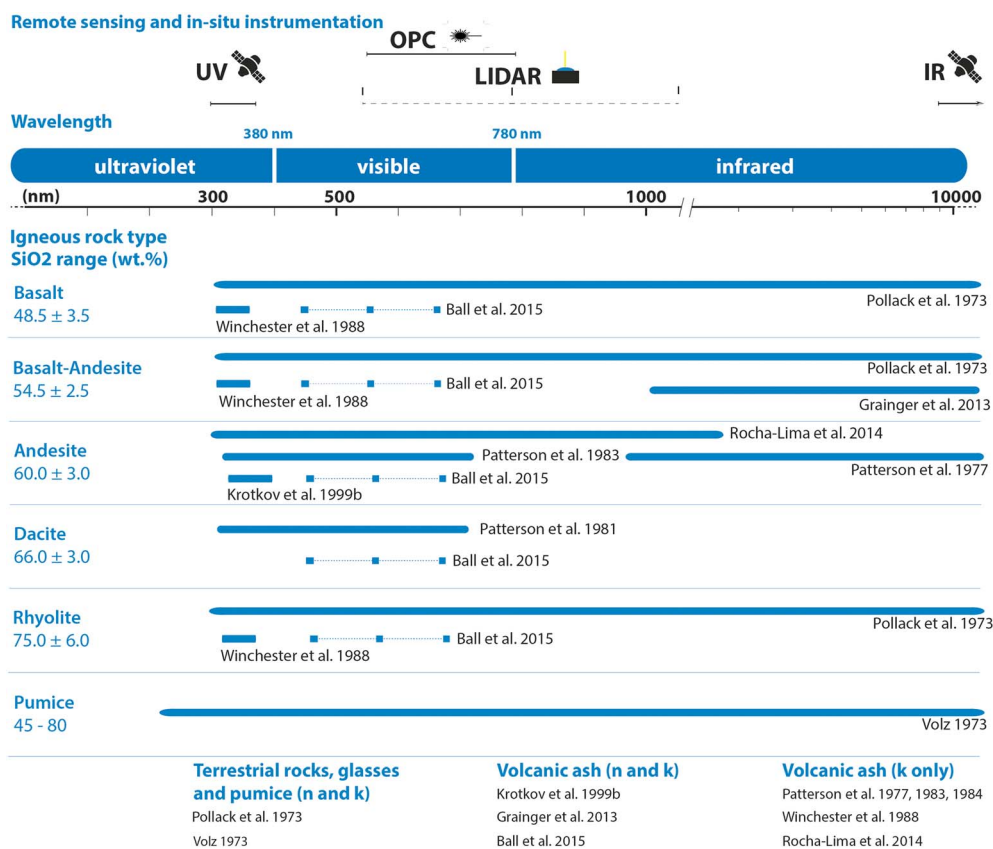 Remote sensing and in-situ instrumentation
OPC
UV
LIDAR
IR
Wavelength
380 nm
780 nm
ultraviolet
visible
infrared
(nm)
300
500
1000
10000
Igneous rock type
SiO2 range (wt.%)
Basalt
48.5 ± 3.5
Pollack et al. 1973
Ball et al. 2015
Winchester et al. 1988
Basalt-Andesite
54.5 ± 2.5
Pollack et al. 1973
Ball et al. 2015
Winchester et al. 1988
Grainger et al. 2013
Andesite
60.0 ± 3.0
Rocha-Lima et al. 2014
Patterson et al. 1983
Patterson et al. 1977
Ball et al. 2015
Krotkov et al. 1999b
Dacite
66.0 ± 3.0
Patterson et al. 1981
Ball et al. 2015
Rhyolite
75.0 ± 6.0
Pollack et al. 1973
Ball et al. 2015
Winchester et al. 1988
Pumice
45 - 80
Volz 1973
Terrestrial rocks, glasses
and pumice (n and k)
Pollack et al. 1973
Volz 1973
Volcanic ash (n and k)
Krotkov et al. 1999b
Grainger et al. 2013
Ball et al. 2015
Volcanic ash (k only)
Patterson et al. 1977, 1983, 1984
Winchester et al. 1988
Rocha-Lima et al. 2014